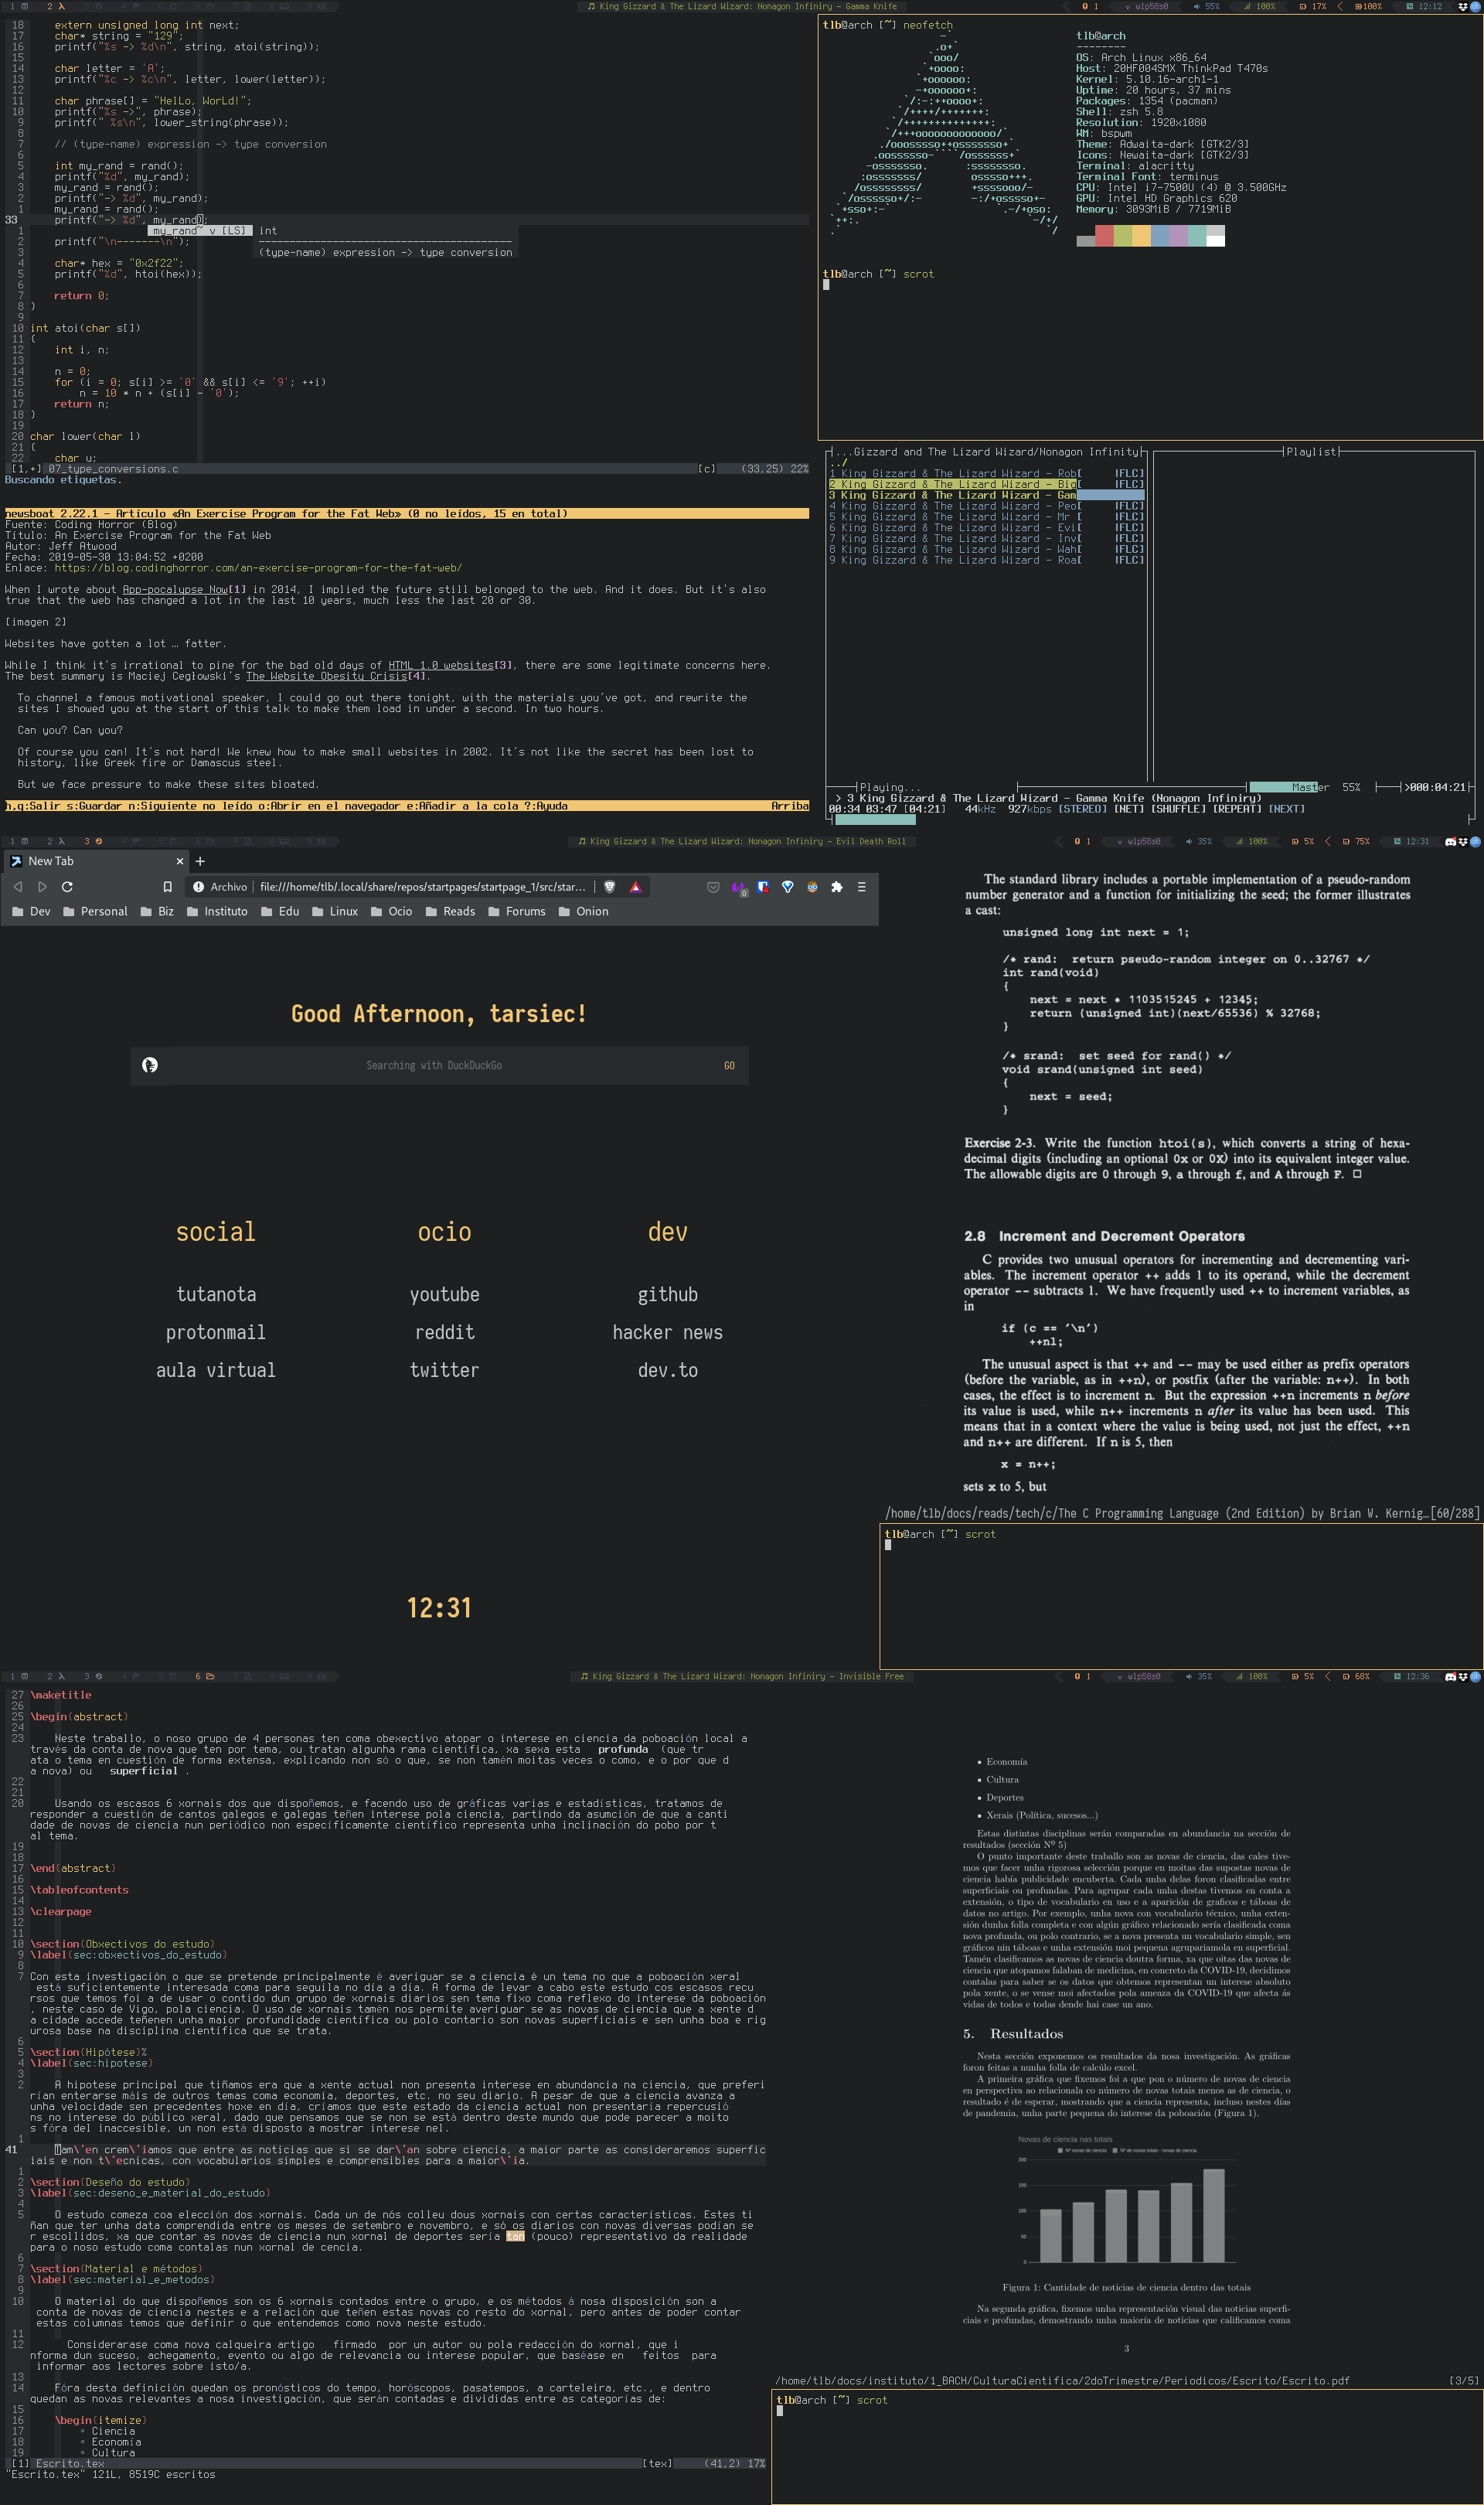 1 2 λ 3 4 5 6 7 8 9
King Gizzard & The Lizard Wizard: Nonagon Infiniry - Gamma Knife
1 wlp58s0 55% 100% 17% 100% 12:12
18 extern unsigned long int next;
17 char* string = "129";
16 printf("%s -> %d\n", string, atoi(string));
15
14 char letter = 'A';
13 printf("%c -> %c\n", letter, lower(letter));
12
11 char phrase[] = "HelLo, WorLd!";
10 printf("%s ->", phrase);
9 printf(" %s\n", lower_string(phrase));
8
7 // (type-name) expression -> type conversion
6
5 int my_rand = rand();
4 printf("%d", my_rand);
3 my_rand = rand();
2 printf("-> %d", my_rand);
1 my_rand = rand();
33 printf("-> %d", my_rand);
1 my_rand~ v [LS] int
2 printf("\n-------\n");
3 (type-name) expression -> type conversion
4 char* hex = "0x2f22";
5 printf("%d", htoi(hex));
6
7 return 0;
8 }
9
10 int atoi(char s[])
11 {
12 int i, n;
13
14 n = 0;
15 for (i = 0; s[i] >= '0' && s[i] <= '9'; ++i)
16 n = 10 * n + (s[i] - '0');
17 return n;
18 }
19
20 char lower(char l)
21 {
22 char u;
[1,+] 07_type_conversions.c [c] (33,25) 22%
Buscando etiquetas.
newsboat 2.22.1 - Artículo «An Exercise Program for the Fat Web» (0 no leídos, 15 en total)
Fuente: Coding Horror (Blog)
Título: An Exercise Program for the Fat Web
Autor: Jeff Atwood
Fecha: 2019-05-30 13:04:52 +0200
Enlace: https://blog.codinghorror.com/an-exercise-program-for-the-fat-web/
When I wrote about App-pocalypse Now[1] in 2014, I implied the future still belonged to the web. And it does. But it's also
true that the web has changed a lot in the last 10 years, much less the last 20 or 30.
[imagen 2]
Websites have gotten a lot … fatter.
While I think it's irrational to pine for the bad old days of HTML 1.0 websites[3], there are some legitimate concerns here.
The best summary is Maciej Cegłowski's The Website Obesity Crisis[4].
To channel a famous motivational speaker, I could go out there tonight, with the materials you've got, and rewrite the
sites I showed you at the start of this talk to make them load in under a second. In two hours.
Can you? Can you?
Of course you can! It's not hard! We knew how to make small websites in 2002. It's not like the secret has been lost to
history, like Greek fire or Damascus steel.
But we face pressure to make these sites bloated.
h,q:Salir s:Guardar n:Siguiente no leído o:Abrir en el navegador e:Añadir a la cola ?:Ayuda Arriba
tlb@arch [~] neofetch
tlb@arch
--------
OS: Arch Linux x86_64
Host: 20HF004SMX ThinkPad T470s
Kernel: 5.10.16-arch1-1
Uptime: 20 hours, 37 mins
Packages: 1354 (pacman)
Shell: zsh 5.8
Resolution: 1920x1080
WM: bspwm
Theme: Adwaita-dark [GTK2/3]
Icons: Newaita-dark [GTK2/3]
Terminal: alacritty
Terminal Font: terminus
CPU: Intel i7-7500U (4) @ 3.500GHz
GPU: Intel HD Graphics 620
Memory: 3093MiB / 7719MiB
tlb@arch [~] scrot
...Gizzard and The Lizard Wizard/Nonagon Infinity
../
1 King Gizzard & The Lizard Wizard - Rob[ |FLC]
2 King Gizzard & The Lizard Wizard - Big[ |FLC]
3 King Gizzard & The Lizard Wizard - Gam
4 King Gizzard & The Lizard Wizard - Peo[ |FLC]
5 King Gizzard & The Lizard Wizard - Mr [ |FLC]
6 King Gizzard & The Lizard Wizard - Evi[ |FLC]
7 King Gizzard & The Lizard Wizard - Inv[ |FLC]
8 King Gizzard & The Lizard Wizard - Wah[ |FLC]
9 King Gizzard & The Lizard Wizard - Roa[ |FLC]
Playlist
Playing... Master 55% >000:04:21
> 3 King Gizzard & The Lizard Wizard - Gamma Knife (Nonagon Infiniry)
00:34 03:47 [04:21] 44kHz 927kbps [STEREO] [NET] [SHUFFLE] [REPEAT] [NEXT]
1 2 λ 3 4 5 6 7 8 9
King Gizzard & The Lizard Wizard: Nonagon Infiniry - Evil Death Roll
1 wlp58s0 35% 100% 5% 75% 12:31
New Tab
Archivo file:///home/tlb/.local/share/repos/startpages/startpage_1/src/star...
Dev Personal Biz Instituto Edu Linux Ocio Reads Forums Onion
Good Afternoon, tarsiec!
Searching with DuckDuckGo GO
social ocio dev
tutanota youtube github
protonmail reddit hacker news
aula virtual twitter dev.to
12:31
The standard library includes a portable implementation of a pseudo-random
number generator and a function for initializing the seed; the former illustrates
a cast:
unsigned long int next = 1;
/* rand: return pseudo-random integer on 0..32767 */
int rand(void)
{
next = next * 1103515245 + 12345;
return (unsigned int)(next/65536) % 32768;
}
/* srand: set seed for rand() */
void srand(unsigned int seed)
{
next = seed;
}
Exercise 2-3. Write the function htoi(s), which converts a string of hexa-
decimal digits (including an optional 0x or 0X) into its equivalent integer value.
The allowable digits are 0 through 9, a through f, and A through F. □
2.8 Increment and Decrement Operators
C provides two unusual operators for incrementing and decrementing vari-
ables. The increment operator ++ adds 1 to its operand, while the decrement
operator -- subtracts 1. We have frequently used ++ to increment variables, as
in
if (c == '\n')
++nl;
The unusual aspect is that ++ and -- may be used either as prefix operators
(before the variable, as in ++n), or postfix (after the variable: n++). In both
cases, the effect is to increment n. But the expression ++n increments n before
its value is used, while n++ increments n after its value has been used. This
means that in a context where the value is being used, not just the effect, ++n
and n++ are different. If n is 5, then
x = n++;
sets x to 5, but
/home/tlb/docs/reads/tech/c/The C Programming Language (2nd Edition) by Brian W. Kernig…[60/288]
tlb@arch [~] scrot
1 2 λ 3 4 5 6 7 8 9
King Gizzard & The Lizard Wizard: Nonagon Infiniry - Invisible Free
1 wlp58s0 35% 100% 5% 68% 12:36
27 \maketitle
26
25 \begin{abstract}
24
23 Neste traballo, o noso grupo de 4 personas ten coma obexectivo atopar o interese en ciencia da poboación local a
través da conta de nova que ten por tema, ou tratan algunha rama científica, xa sexa esta profunda (que tr
ata o tema en cuestión de forma extensa, explicando non só o que, se non tamén moitas veces o como, e o por que d
a nova) ou superficial .
22
21
20 Usando os escasos 6 xornais dos que dispoñemos, e facendo uso de gráficas varias e estadísticas, tratamos de
responder a cuestión de cantos galegos e galegas teñen interese pola ciencia, partindo da asumción de que a canti
dade de novas de ciencia nun periódico non específicamente científico representa unha inclinación do pobo por t
al tema.
19
18
17 \end{abstract}
16
15 \tableofcontents
14
13 \clearpage
12
11
10 \section{Obxectivos do estudo}
9 \label{sec:obxectivos_do_estudo}
8
7 Con esta investigación o que se pretende principalmente é averiguar se a ciencia é un tema no que a poboación xeral
está suficientemente interesada coma para seguila no día a día. A forma de levar a cabo este estudo cos escasos recu
rsos que temos foi a de usar o contido dun grupo de xornais diarios sen tema fixo coma reflexo do interese da poboación
, neste caso de Vigo, pola ciencia. O uso de xornais tamén nos permite averiguar se as novas de ciencia que a xente d
a cidade accede teñenen unha maior profundidade científica ou polo contario son novas superficiais e sen unha boa e rig
urosa base na disciplina científica que se trata.
6
5 \section{Hipótese}%
4 \label{sec:hipotese}
3
2 A hipotese principal que tiñamos era que a xente actual non presenta interese en abundancia na ciencia, que preferi
rían enterarse máis de outros temas como economía, deportes, etc. no seu diario. A pesar de que a ciencia avanza a
unha velocidade sen precedentes hoxe en día, críamos que este estado da ciencia actual non presentaría repercusió
ns no interese do público xeral, dado que pensamos que se non se está dentro deste mundo que pode parecer a moito
s fóra del inaccesible, un non está disposto a mostrar interese nel.
1
41 Tam\'en crem\'iamos que entre as noticias que si se dar\'an sobre ciencia, a maior parte as consideraremos superfic
iais e non t\'ecnicas, con vocabularios simples e comprensibles para a maior\'ia.
1
2 \section{Deseño do estudo}
3 \label{sec:deseno_e_material_do_estudo}
4
5 O estudo comeza coa elección dos xornais. Cada un de nós colleu dous xornais con certas características. Estes ti
ñan que ter unha data comprendida entre os meses de setembro e novembro, e só os diarios con novas diversas podían se
r escollidos, xa que contar as novas de ciencia nun xornal de deportes sería tan (pouco) representativo da realidade
para o noso estudo coma contalas nun xornal de cencia.
6
7 \section{Material e métodos}
8 \label{sec:material_e_metodos}
9
10 O material do que dispoñemos son os 6 xornais contados entre o grupo, e os métodos á nosa disposición son a
conta de novas de ciencia nestes e a relación que teñen estas novas co resto do xornal, pero antes de poder contar
estas columnas temos que definir o que entendemos como nova neste estudo.
11
12 Considerarase coma nova calqueira artigo firmado por un autor ou pola redacción do xornal, que i
nforma dun suceso, achegamento, evento ou algo de relevancia ou interese popular, que baséase en feitos para
informar aos lectores sobre isto/a.
13
14 Fóra desta definición quedan os pronósticos do tempo, horóscopos, pasatempos, a carteleira, etc., e dentro
quedan as novas relevantes a nosa investigación, que serán contadas e divididas entre as categorías de:
15
16 \begin{itemize}
17 ∘ Ciencia
18 ∘ Economía
19 ∘ Cultura
[1] Escrito.tex [tex] (41,2) 17%
"Escrito.tex" 121L, 8519C escritos
▪ Economía
▪ Cultura
▪ Deportes
▪ Xerais (Política, sucesos...)
Estas distintas disciplinas serán comparadas en abundancia na sección de
resultados (sección Nº 5)
O punto importante deste traballo son as novas de ciencia, das cales tive-
mos que facer unha rigorosa selección porque en moitas das supostas novas de
ciencia había publicidade encuberta. Cada unha delas foron clasificadas entre
superficiais ou profundas. Para agrupar cada unha destas tivemos en conta a
extensión, o tipo de vocabulario en uso e a aparición de graficos e táboas de
datos no artigo. Por exemplo, unha nova con vocabulario técnico, unha exten-
sión dunha folla completa e con algún gráfico relacionado sería clasificada coma
nova profunda, ou polo contrario, se a nova presenta un vocabulario simple, sen
gráficos nin táboas e unha extensión moi pequena agrupariamola en superficial.
Tamén clasificamos as novas de ciencia doutra forma, xa que oitas das novas de
ciencia que atopamos falaban de medicina, en concreto da COVID-19, decidimos
contalas para saber se os datos que obtemos representan un interese absoluto
pola xente, o se vense moi afectados pola ameaza da COVID-19 que afecta ás
vidas de todos e todas dende hai case un ano.
5. Resultados
Nesta sección exponemos os resultados da nosa investigación. As gráficas
foron feitas a nunha folla de calcúlo excel.
A primeira gráfica que fixemos foi a que pon o número de novas de ciencia
en perspectiva ao relacionala co número de novas totais menos as de ciencia, o
resultado é de esperar, mostrando que a ciencia representa, incluso nestes días
de pandemia, unha parte pequena do interese da poboación (Figura 1).
Novas de ciencia nas totais
Nº novas de ciencia Nº de novas totais - novas de ciencia
200
150
100
50
0
Figura 1: Cantidade de noticias de ciencia dentro das totais
Na segunda gráfica, fixemos unha representación visual das noticias superfi-
ciais e profundas, demostrando unha maioría de noticias que calificamos coma
3
/home/tlb/docs/instituto/1_BACH/CulturaCientifica/2doTrimestre/Periodicos/Escrito/Escrito.pdf [3/5]
tlb@arch [~] scrot